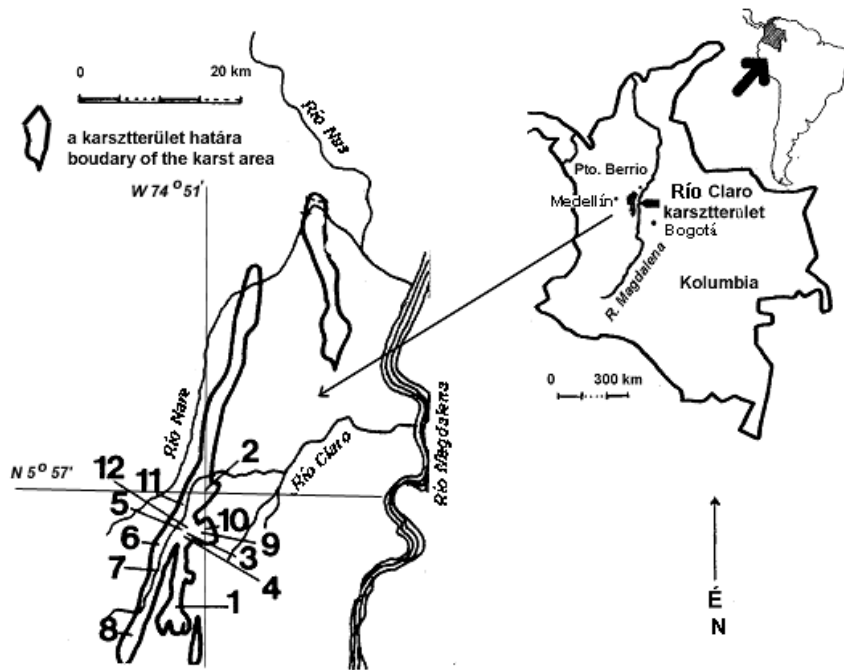 0 20 km
a karsztterület határa
boudary of the karst area
W 74 ° 51'
Río Nus
Río Nare
Río Claro
Río Magdalena
N 5 ° 57'
12
11
5
6
7
8
2
10
9
3
4
1
Pto. Berrio
Medellín
Río Claro
karsztterület
Bogotá
R. Magdalena
Kolumbia
0 300 km
É
N